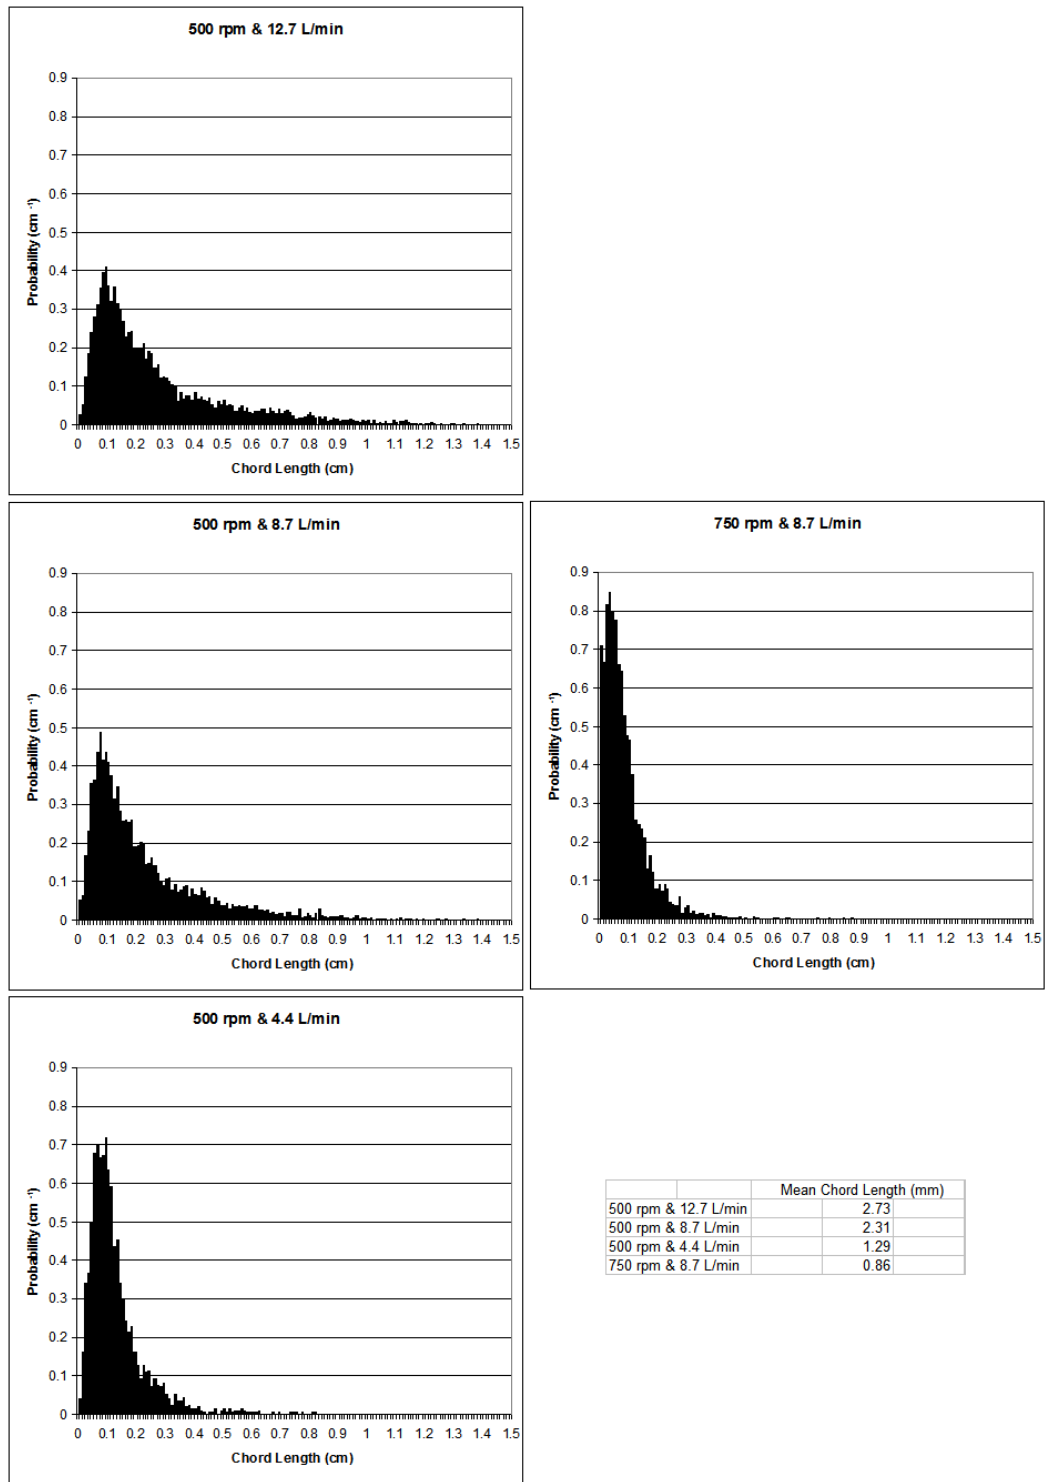 500 rpm & 12.7 L/min
0.9
0.8
0.7
0.6
0.5
0.4
0.3
0.2
0.1
0
Probability (cm -1)
0 0.1 0.2 0.3 0.4 0.5 0.6 0.7 0.8 0.9 1 1.1 1.2 1.3 1.4 1.5
Chord Length (cm)
500 rpm & 8.7 L/min
0.9
0.8
0.7
0.6
0.5
0.4
0.3
0.2
0.1
0
Probability (cm -1)
0 0.1 0.2 0.3 0.4 0.5 0.6 0.7 0.8 0.9 1 1.1 1.2 1.3 1.4 1.5
Chord Length (cm)
750 rpm & 8.7 L/min
0.9
0.8
0.7
0.6
0.5
0.4
0.3
0.2
0.1
0
Probability (cm -1)
0 0.1 0.2 0.3 0.4 0.5 0.6 0.7 0.8 0.9 1 1.1 1.2 1.3 1.4 1.5
Chord Length (cm)
500 rpm & 4.4 L/min
0.9
0.8
0.7
0.6
0.5
0.4
0.3
0.2
0.1
0
Probability (cm -1)
0 0.1 0.2 0.3 0.4 0.5 0.6 0.7 0.8 0.9 1 1.1 1.2 1.3 1.4 1.5
Chord Length (cm)
Mean Chord Length (mm)
500 rpm & 12.7 L/min 2.73
500 rpm & 8.7 L/min 2.31
500 rpm & 4.4 L/min 1.29
750 rpm & 8.7 L/min 0.86